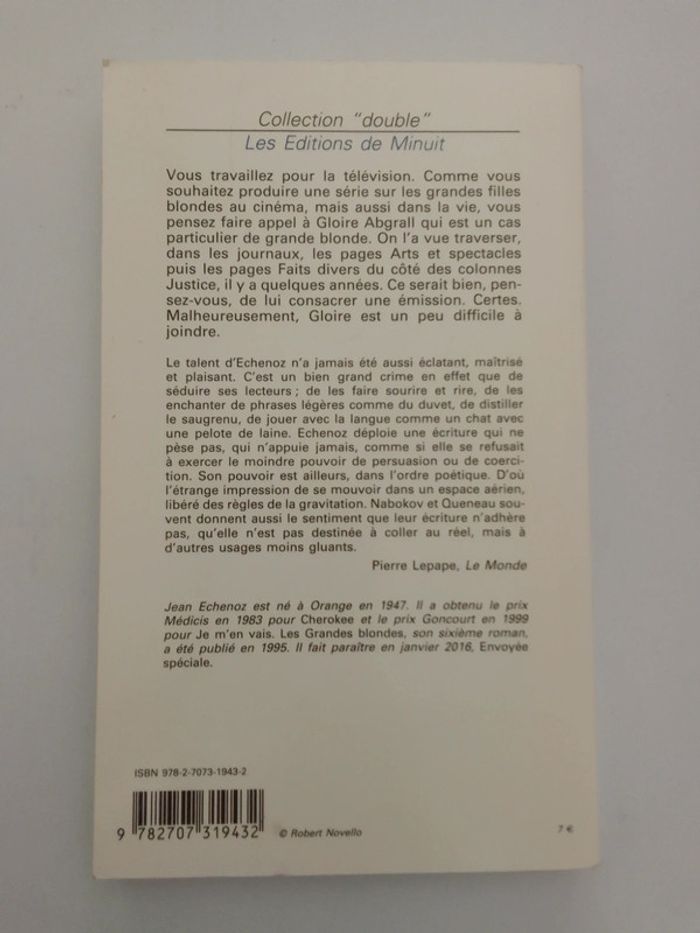 Collection "double"
Les Editions de Minuit
Vous travaillez pour la télévision. Comme vous
souhaitez produire une série sur les grandes filles
blondes au cinéma, mais aussi dans la vie, vous
pensez faire appel à Gloire Abgrall qui est un cas
particulier de grande blonde. On l'a vue traverser,
dans les journaux, les pages Arts et spectacles
puis les pages Faits divers du côté des colonnes
Justice, il y a quelques années. Ce serait bien, pen-
sez-vous, de lui consacrer une émission. Certes.
Malheureusement, Gloire est un peu difficile à
joindre.
Le talent d'Echenoz n'a jamais été aussi éclatant, maîtrisé
et plaisant. C'est un bien grand crime en effet que de
séduire ses lecteurs ; de les faire sourire et rire, de les
enchanter de phrases légères comme du duvet, de distiller
le saugrenu, de jouer avec la langue comme un chat avec
une pelote de laine. Echenoz déploie une écriture qui ne
pèse pas, qui n'appuie jamais, comme si elle se refusait
à exercer le moindre pouvoir de persuasion ou de coerci-
tion. Son pouvoir est ailleurs, dans l'ordre poétique. D'où
l'étrange impression de se mouvoir dans un espace aérien,
libéré des règles de la gravitation. Nabokov et Queneau sou-
vent donnent aussi le sentiment que leur écriture n'adhère
pas, qu'elle n'est pas destinée à coller au réel, mais à
d'autres usages moins gluants.
Pierre Lepape, Le Monde
Jean Echenoz est né à Orange en 1947. Il a obtenu le prix
Médicis en 1983 pour Cherokee et le prix Goncourt en 1999
pour Je m'en vais. Les Grandes blondes, son sixième roman,
a été publié en 1995. Il fait paraître en janvier 2016, Envoyée
spéciale.
ISBN 978-2-7073-1943-2
9 782707 319432
© Robert Novello
7 €